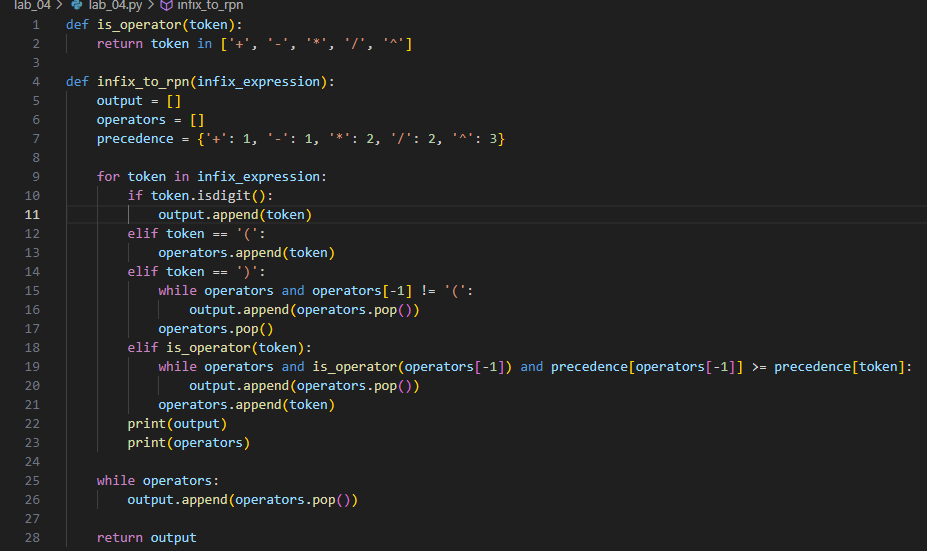 lab_04 > lab_04.py > infix_to_rpn
1 def is_operator(token):
2     return token in ['+', '-', '*', '/', '^']
3
4 def infix_to_rpn(infix_expression):
5     output = []
6     operators = []
7     precedence = {'+': 1, '-': 1, '*': 2, '/': 2, '^': 3}
8
9     for token in infix_expression:
10         if token.isdigit():
11             output.append(token)
12         elif token == '(':
13             operators.append(token)
14         elif token == ')':
15             while operators and operators[-1] != '(':
16                 output.append(operators.pop())
17             operators.pop()
18         elif is_operator(token):
19             while operators and is_operator(operators[-1]) and precedence[operators[-1]] >= precedence[token]:
20                 output.append(operators.pop())
21             operators.append(token)
22         print(output)
23         print(operators)
24
25     while operators:
26         output.append(operators.pop())
27
28     return output